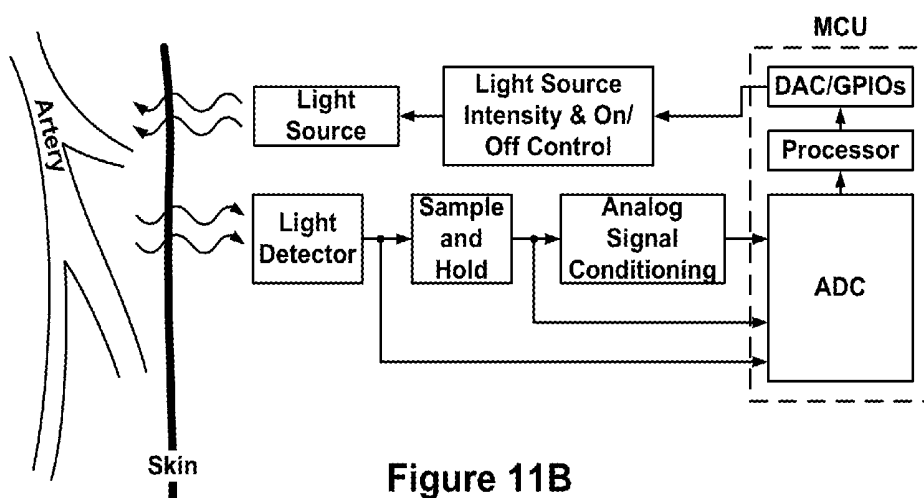 MCU
Artery
Light
Source
Light Source
Intensity & On/
Off Control
DAC/GPIOs
Processor
Light
Detector
Sample
and
Hold
Analog
Signal
Conditioning
ADC
Skin
Figure 11B